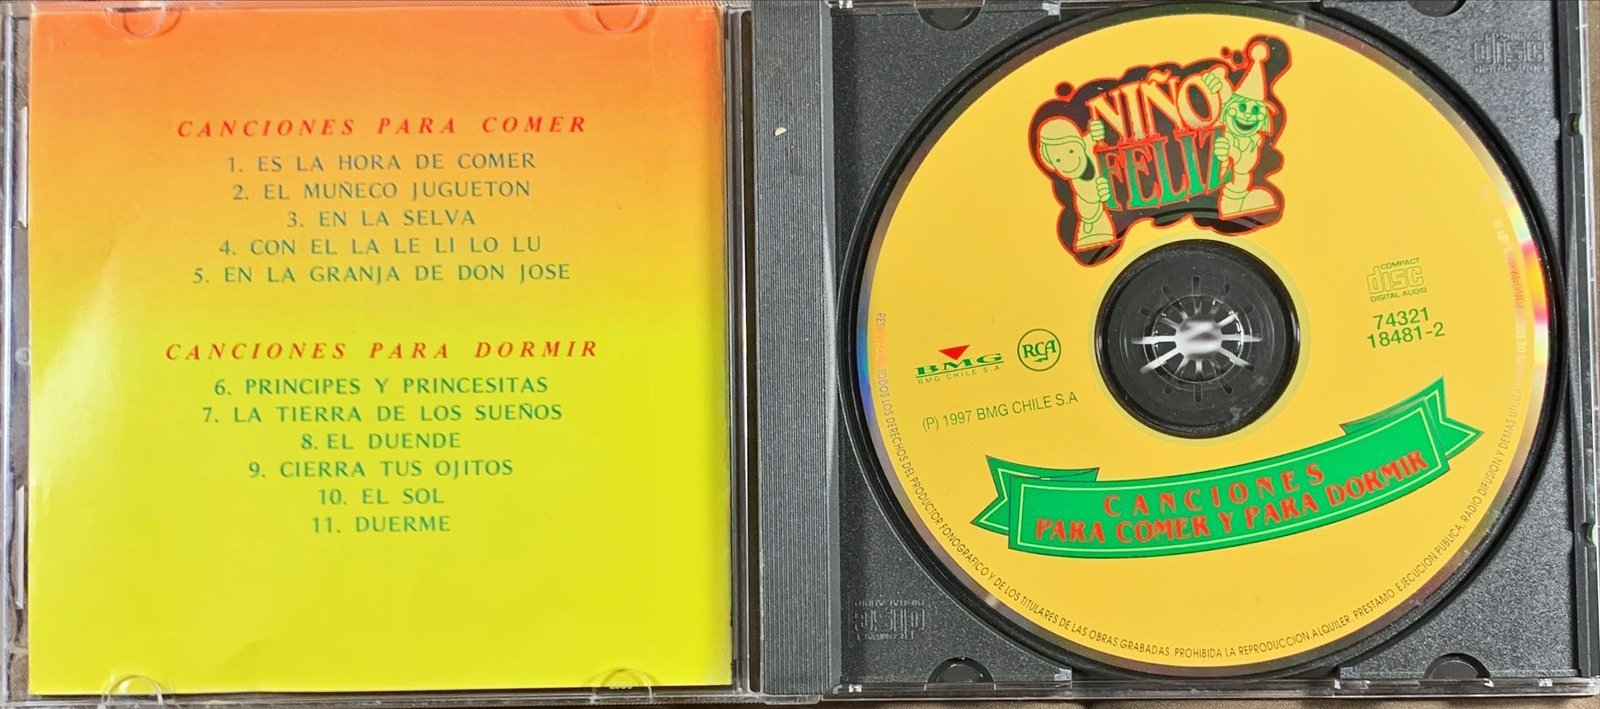 CANCIONES PARA COMER
1. ES LA HORA DE COMER
2. EL MUÑECO JUGUETON
3. EN LA SELVA
4. CON EL LA LE LI LO LU
5. EN LA GRANJA DE DON JOSE
CANCIONES PARA DORMIR
6. PRINCIPES Y PRINCESITAS
7. LA TIERRA DE LOS SUEÑOS
8. EL DUENDE
9. CIERRA TUS OJITOS
10. EL SOL
11. DUERME
NIÑO
FELIZ
COMPACT
disc
DIGITAL AUDIO
74321
18481-2
BMG
BMG CHILE S.A.
RCA
(P) 1997 BMG CHILE S.A
CANCIONES
PARA COMER Y PARA DORMIR
TODOS LOS DERECHOS DEL PRODUCTOR FONOGRAFICO Y DE LOS TITULARES DE LAS OBRAS GRABADAS. PROHIBIDA LA REPRODUCCION, ALQUILER, PRESTAMO, EJECUCION PUBLICA, RADIO DIFUSION Y DEMAS